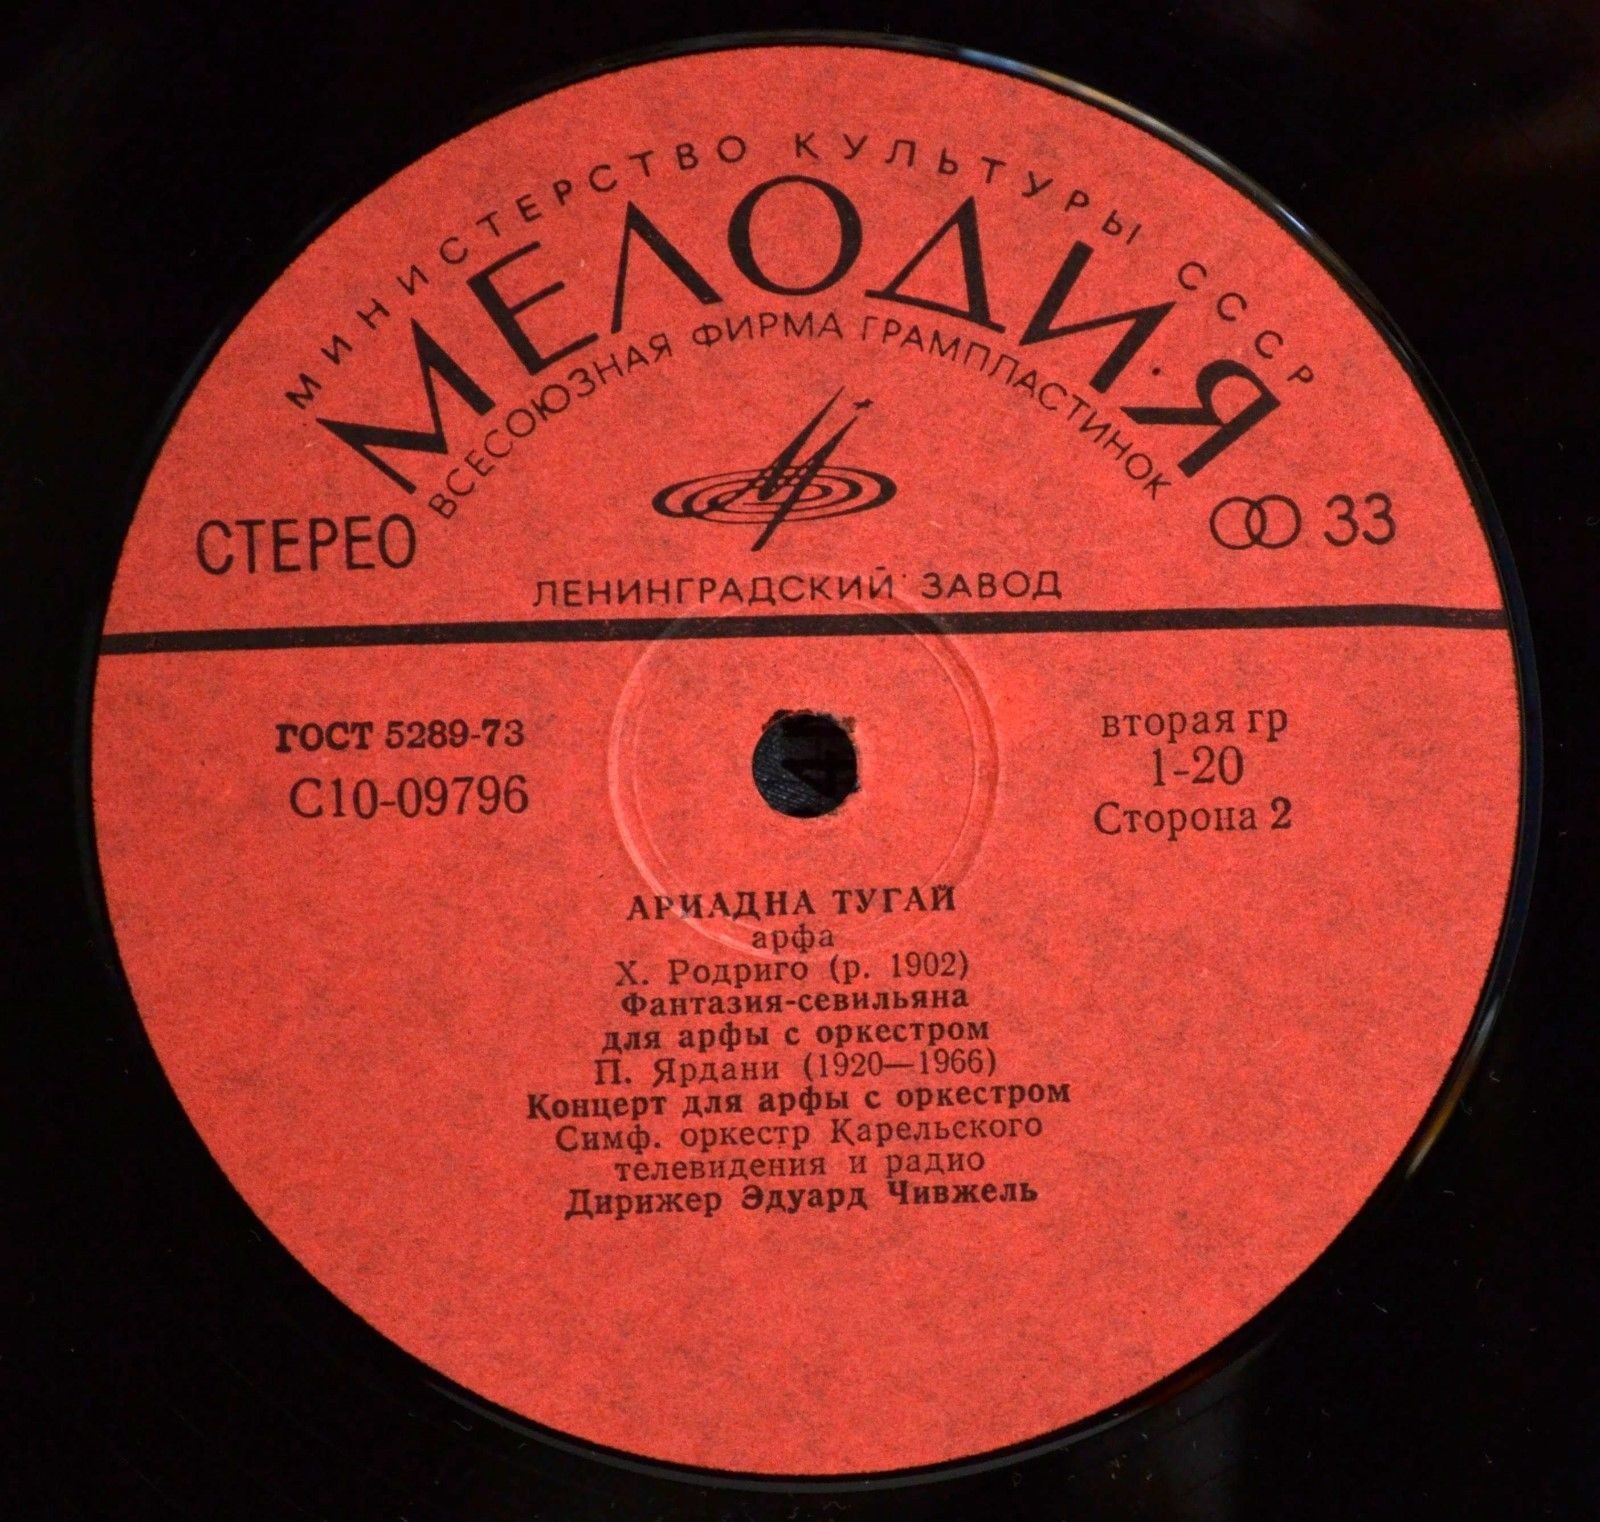 МИНИСТЕРСТВО КУЛЬТУРЫ СССР
МЕЛОДИЯ
ВСЕСОЮЗНАЯ ФИРМА ГРАМПЛАСТИНОК
СТЕРЕО
33
ЛЕНИНГРАДСКИЙ ЗАВОД
ГОСТ 5289-73
С10-09796
вторая гр
1-20
Сторона 2
АРИАДНА ТУГАЙ
арфа
Х. Родриго (р. 1902)
Фантазия-севильяна
для арфы с оркестром
П. Ярдани (1920—1966)
Концерт для арфы с оркестром
Симф. оркестр Карельского
телевидения и радио
Дирижер Эдуард Чивжель